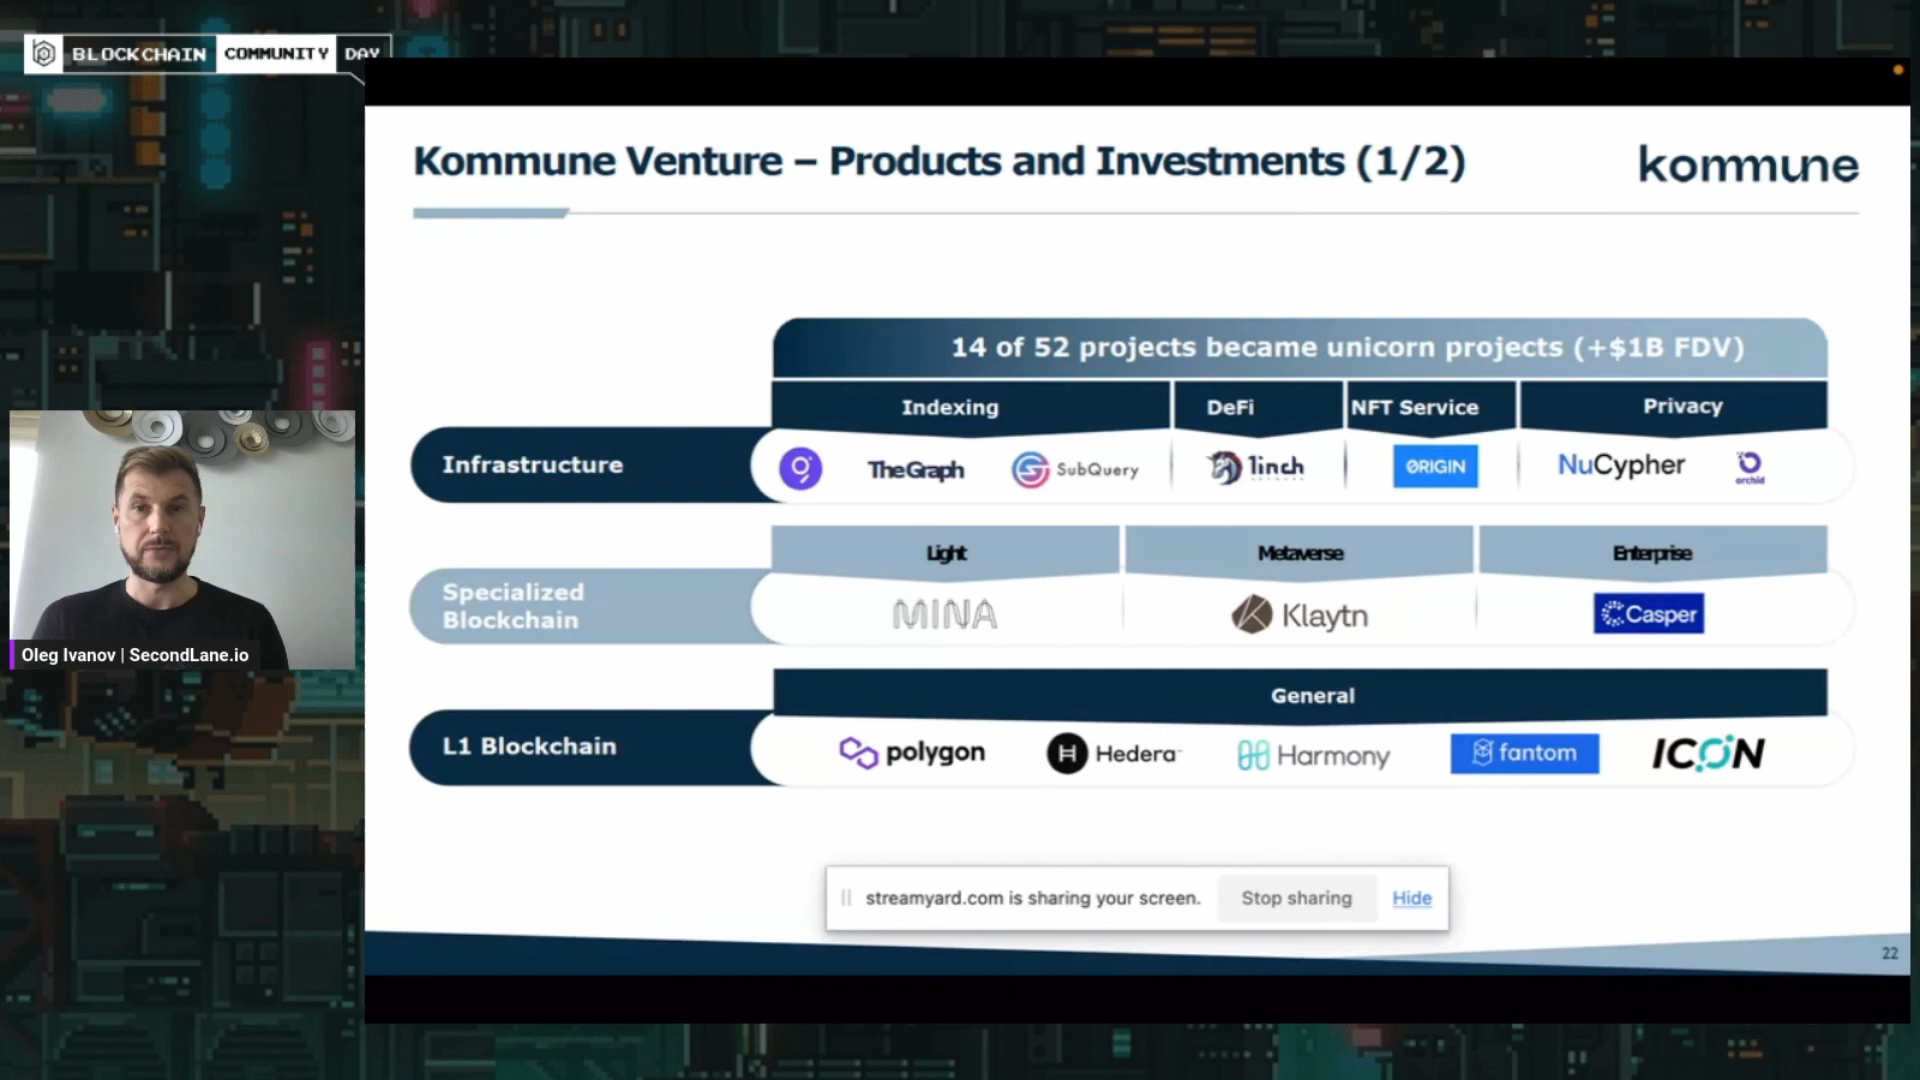 BLOCKCHAIN COMMUNITY DAY
Kommune Venture – Products and Investments (1/2)
kommune
14 of 52 projects became unicorn projects (+$1B FDV)
Indexing DeFi NFT Service Privacy
Infrastructure
TheGraph SubQuery 1inch ØRIGIN NuCypher orchid
Light Metaverse Enterprise
Specialized
Blockchain
MINA Klaytn Casper
General
L1 Blockchain
polygon Hedera Harmony fantom ICON
Oleg Ivanov | SecondLane.io
streamyard.com is sharing your screen. Stop sharing Hide
22